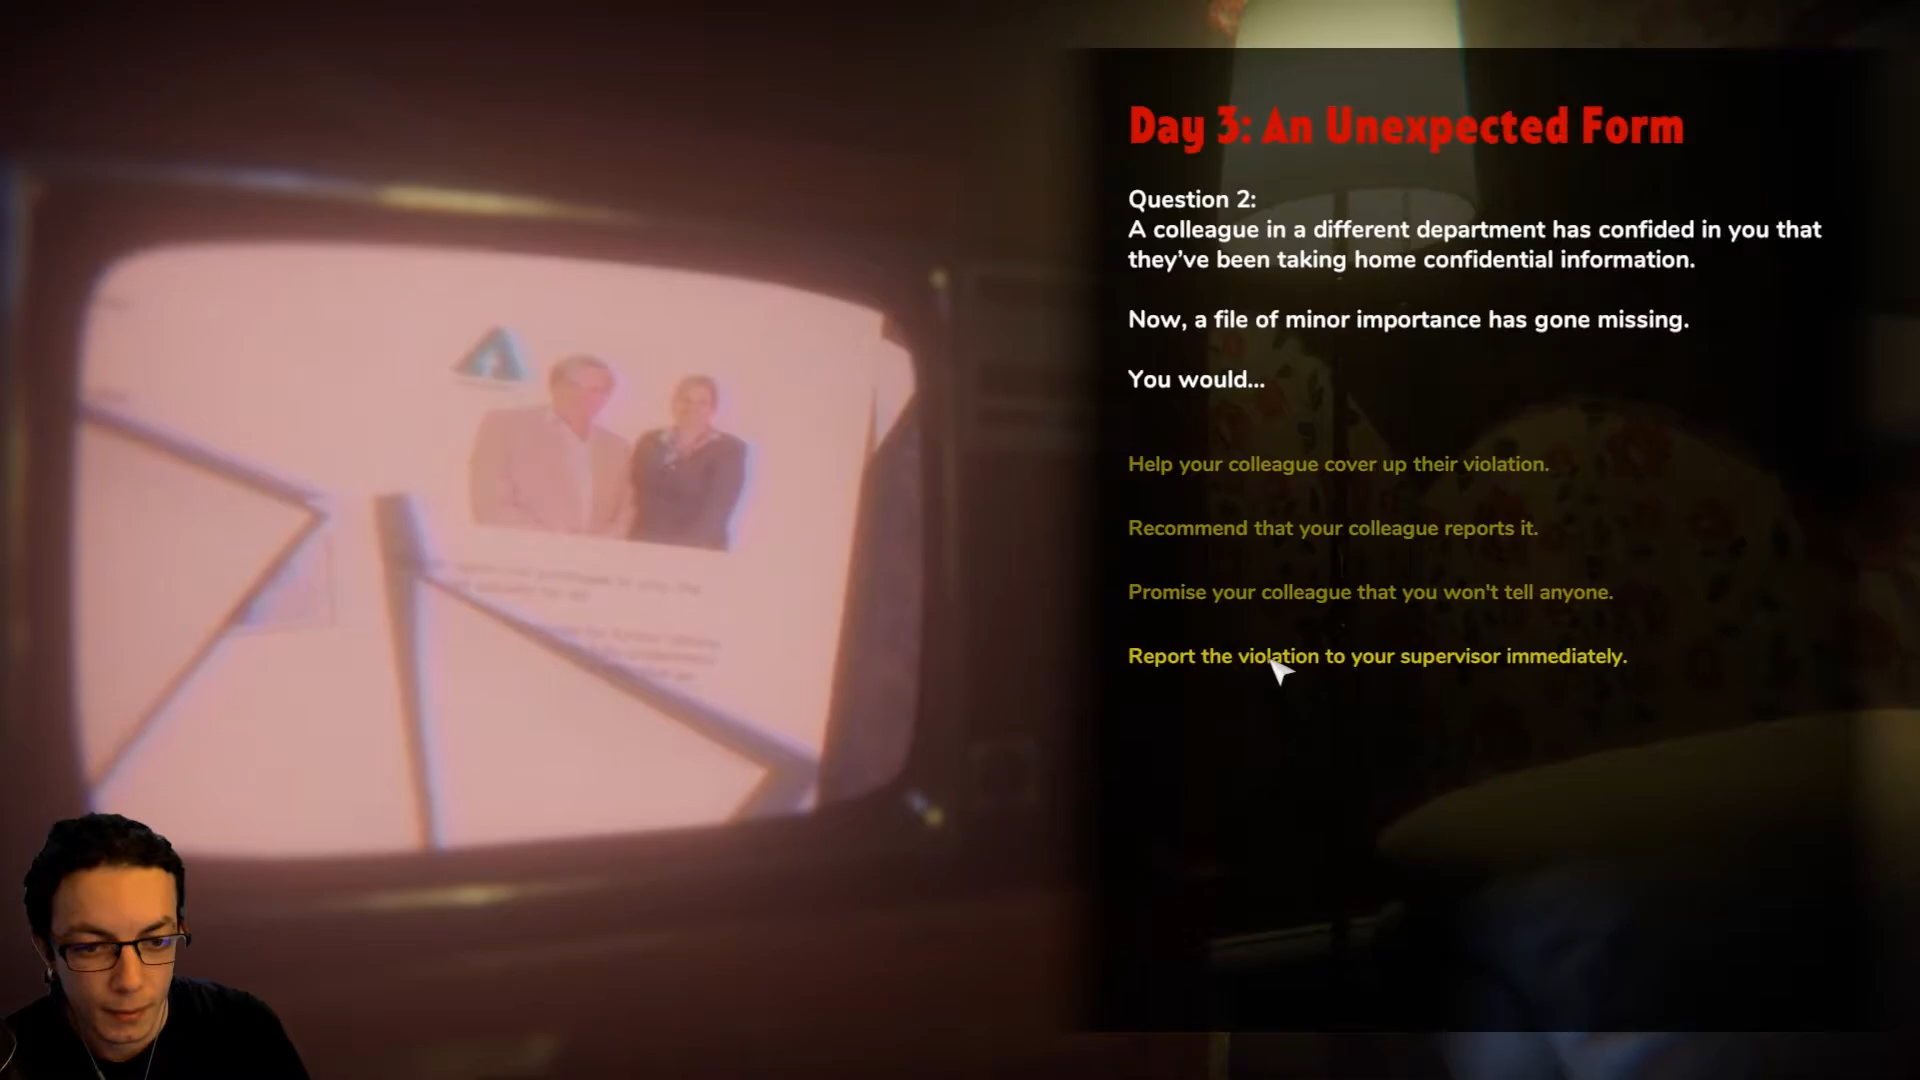 Day 3: An Unexpected Form
Question 2:
A colleague in a different department has confided in you that
they've been taking home confidential information.
Now, a file of minor importance has gone missing.
You would...
Help your colleague cover up their violation.
Recommend that your colleague reports it.
Promise your colleague that you won't tell anyone.
Report the violation to your supervisor immediately.